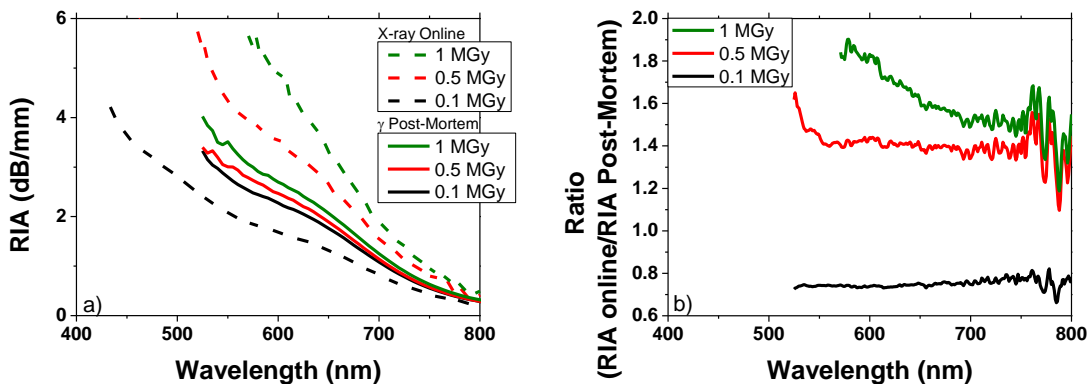 6
4
2
0
400 500 600 700 800
RIA (dB/mm)
Wavelength (nm)
a)
X-ray Online
1 MGy
0.5 MGy
0.1 MGy
γ Post-Mortem
1 MGy
0.5 MGy
0.1 MGy
2.0
1.8
1.6
1.4
1.2
1.0
0.8
0.6
400 500 600 700 800
Ratio
(RIA online/RIA Post-Mortem)
Wavelength (nm)
b)
1 MGy
0.5 MGy
0.1 MGy